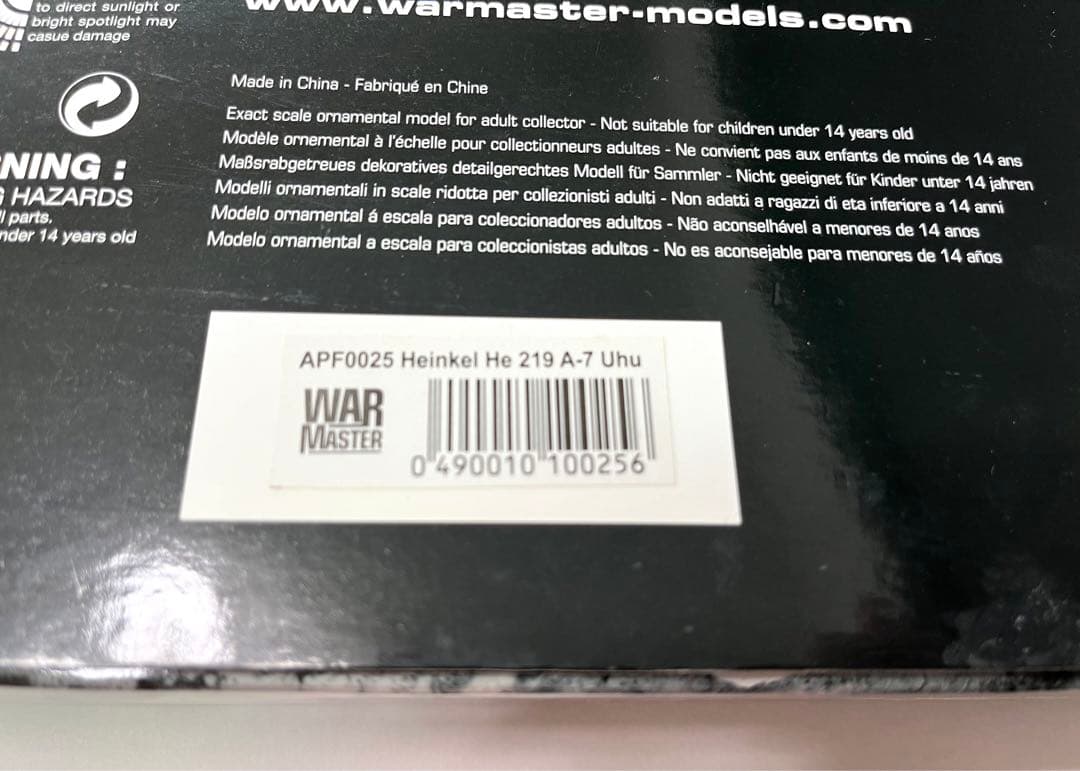 to direct sunlight or
bright spotlight may
casue damage
www.warmaster-models.com
Made in China - Fabriqué en Chine
Exact scale ornamental model for adult collector - Not suitable for children under 14 years old
Modèle ornemental à l'échelle pour collectionneurs adultes - Ne convient pas aux enfants de moins de 14 ans
Maßsrabgetreues dekoratives detailgerechtes Modell für Sammler - Nicht geeignet für Kinder unter 14 jahren
Modelli ornamentali in scale ridotta per collezionisti adulti - Non adatti a ragazzi di eta inferiore a 14 anni
Modelo ornamental á escala para coleccionadores adultos - Não aconselhável a menores de 14 anos
Modelo ornamental a escala para coleccionistas adultos - No es aconsejable para menores de 14 años
NING :
HAZARDS
parts.
nder 14 years old
APF0025 Heinkel He 219 A-7 Uhu
WAR
MASTER
0 490010 100256